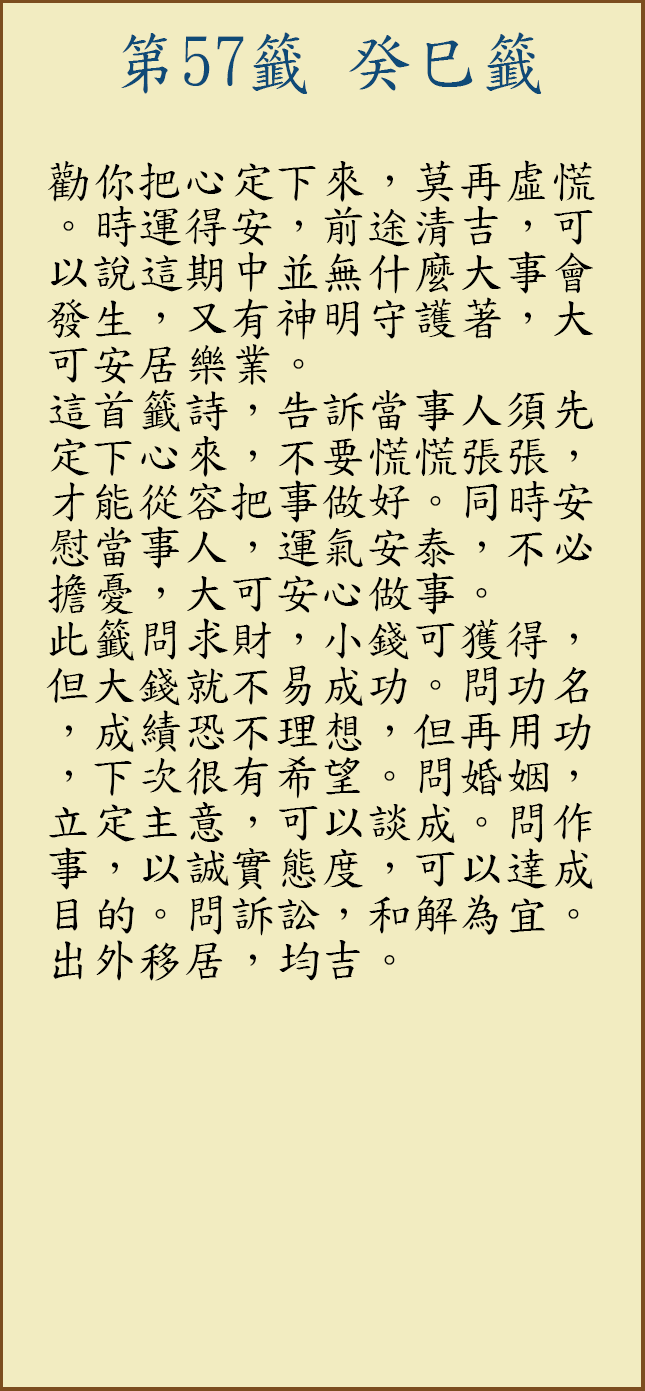 第57籤 癸巳籤
勸你把心定下來，莫再虛慌
。時運得安，前途清吉，可
以說這期中並無什麼大事會
發生，又有神明守護著，大
可安居樂業。
這首籤詩，告訴當事人須先
定下心來，不要慌慌張張，
才能從容把事做好。同時安
慰當事人，運氣安泰，不必
擔憂，大可安心做事。
此籤問求財，小錢可獲得，
但大錢就不易成功。問功名
，成績恐不理想，但再用功
，下次很有希望。問婚姻，
立定主意，可以談成。問作
事，以誠實態度，可以達成
目的。問訴訟，和解為宜。
出外移居，均吉。